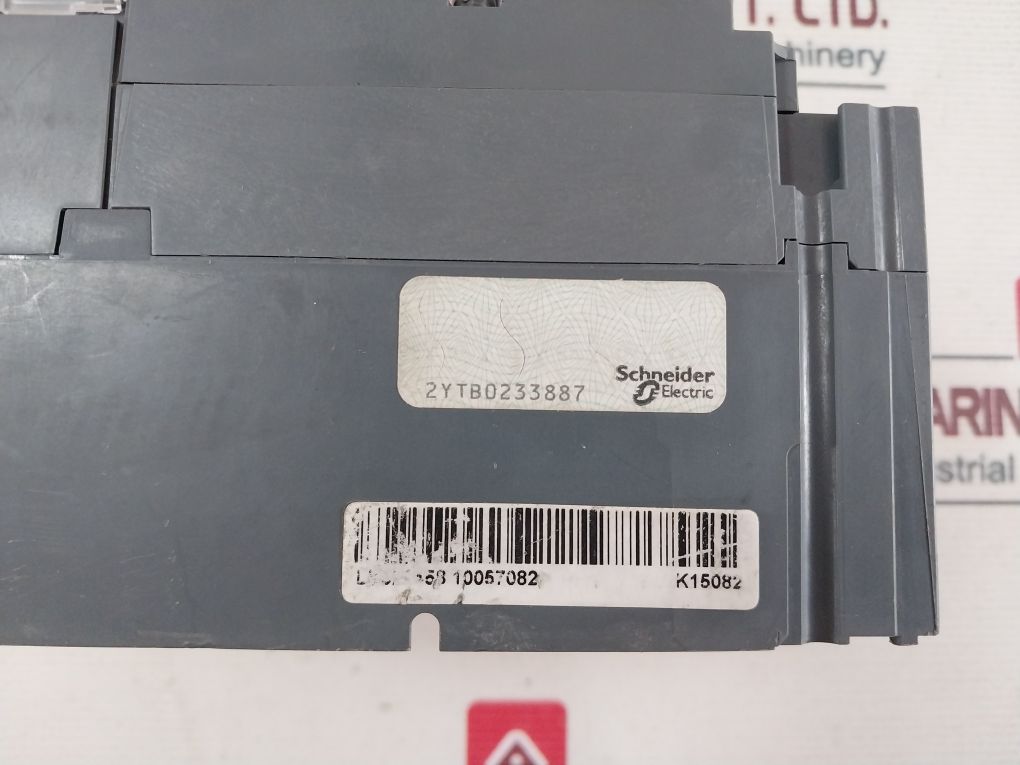 T. LTD.
hinery
2YTB0233887
Schneider
Electric
ARIN
strial
10057082
K15082